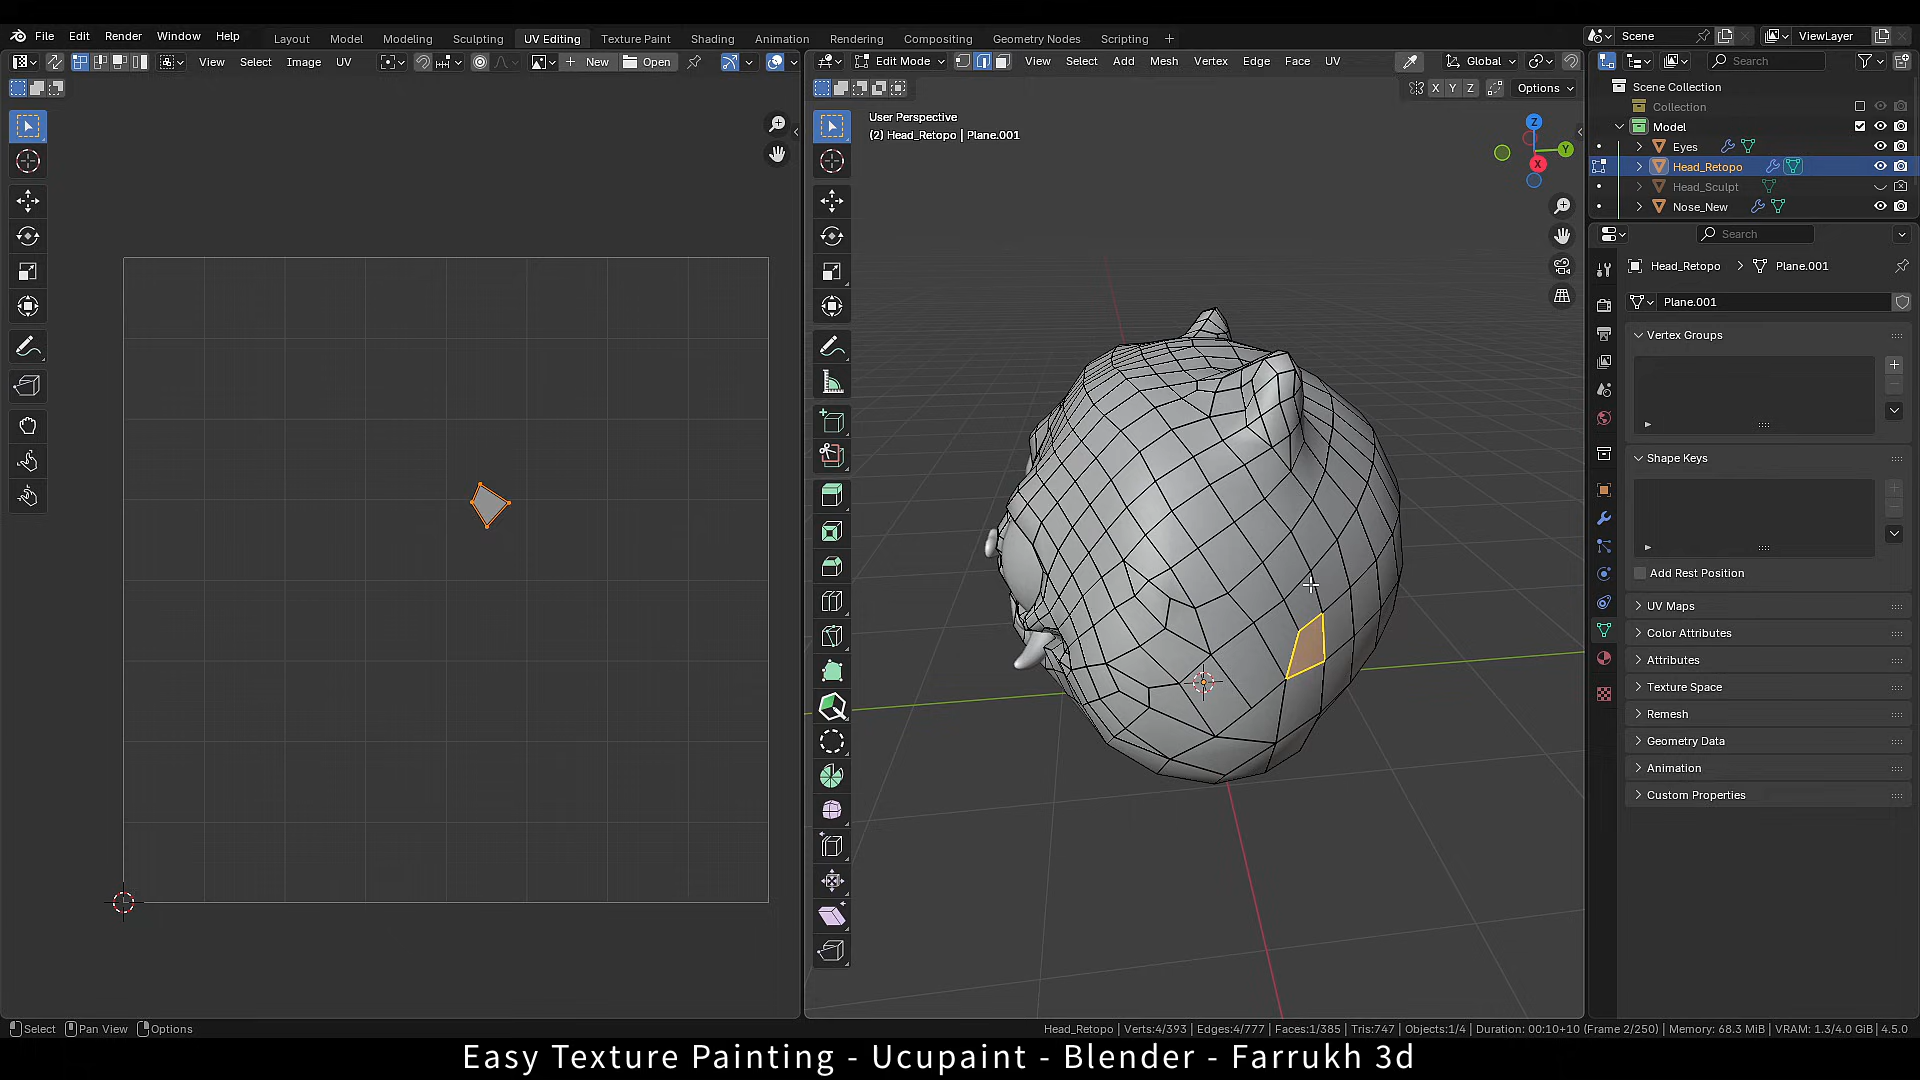 File Edit Render Window Help
Layout Model Modeling Sculpting UV Editing Texture Paint Shading Animation Rendering Compositing Geometry Nodes Scripting +
Scene
ViewLayer
View Select Image UV
New Open
Edit Mode View Select Add Mesh Vertex Edge Face UV
Global
X Y Z
Options
Search
Scene Collection
Collection
Model
Eyes
Head_Retopo
Head_Sculpt
Nose_New
User Perspective
(2) Head_Retopo | Plane.001
Z
Y
X
Search
Head_Retopo > Plane.001
Plane.001
Vertex Groups
Shape Keys
Add Rest Position
UV Maps
Color Attributes
Attributes
Texture Space
Remesh
Geometry Data
Animation
Custom Properties
Select Pan View Options
Head_Retopo | Verts:4/393 | Edges:4/777 | Faces:1/385 | Tris:747 | Objects:1/4 | Duration: 00:10+10 (Frame 2/250) | Memory: 68.3 MiB | VRAM: 1.3/4.0 GiB | 4.5.0
Easy Texture Painting - Ucupaint - Blender - Farrukh 3d